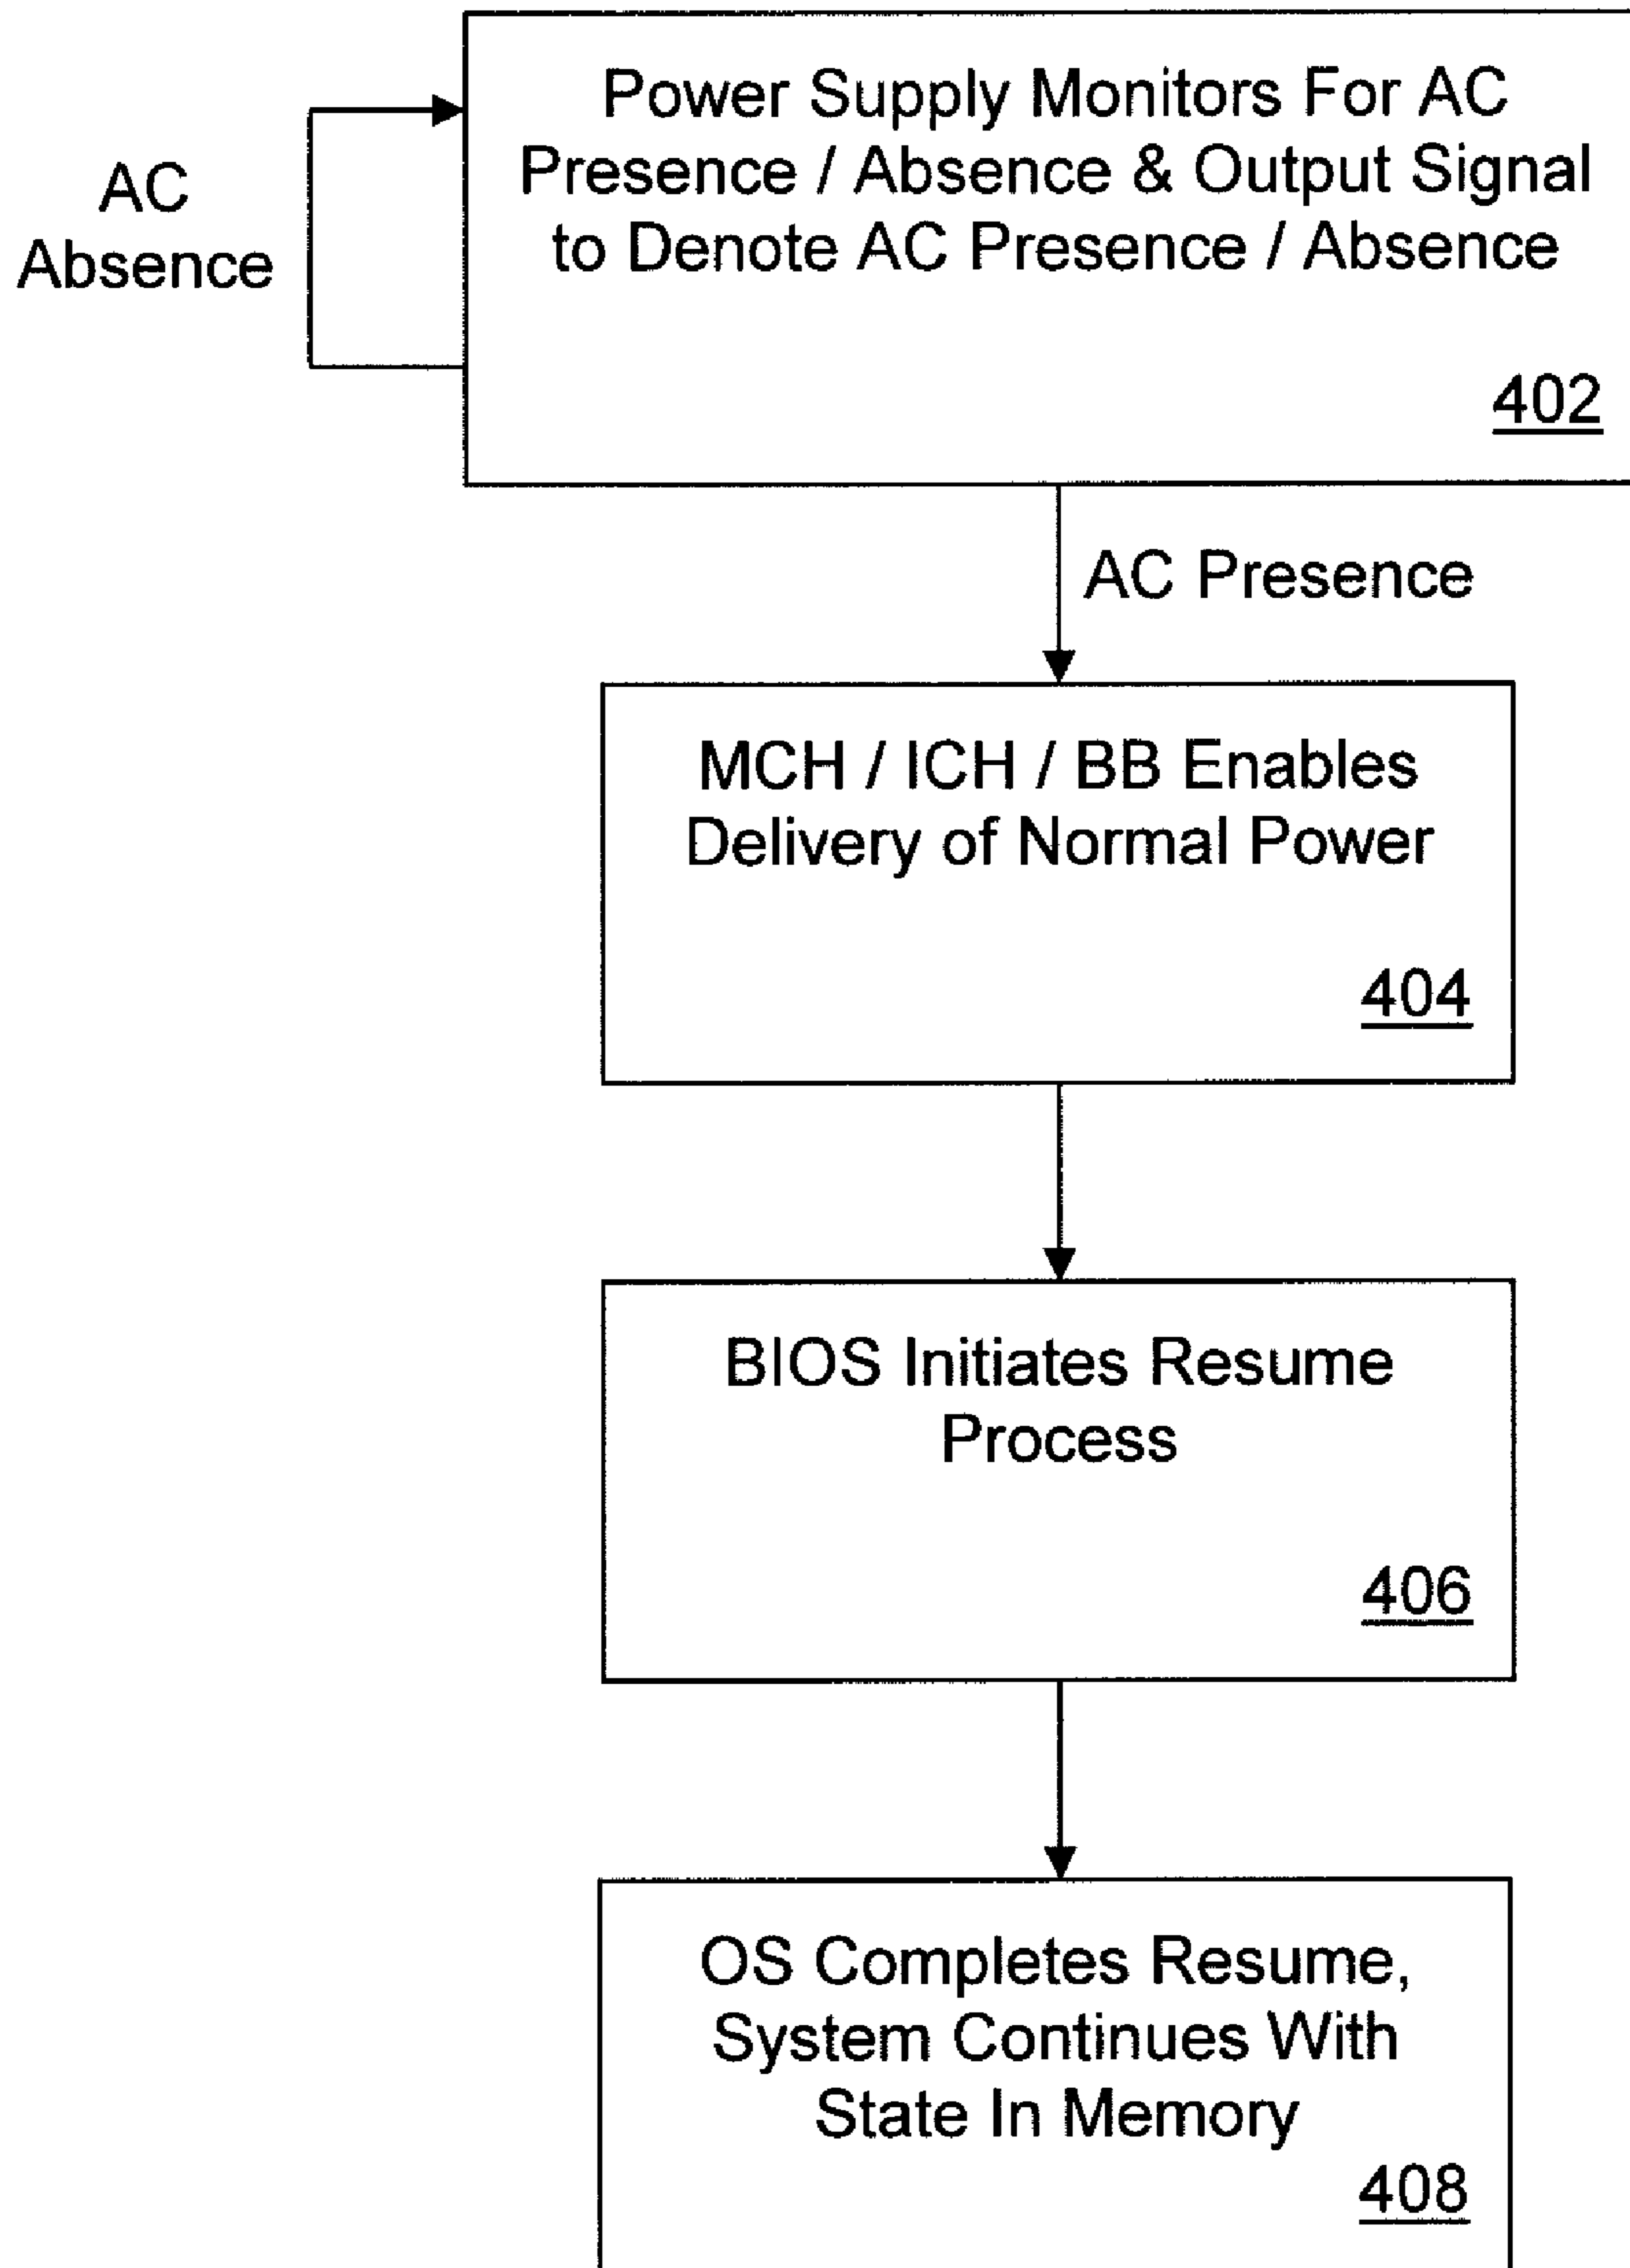 Power Supply Monitors For AC
Presence / Absence & Output Signal
to Denote AC Presence / Absence
402
AC
Absence
AC Presence
MCH / ICH / BB Enables
Delivery of Normal Power
404
BIOS Initiates Resume
Process
406
OS Completes Resume,
System Continues With
State In Memory
408